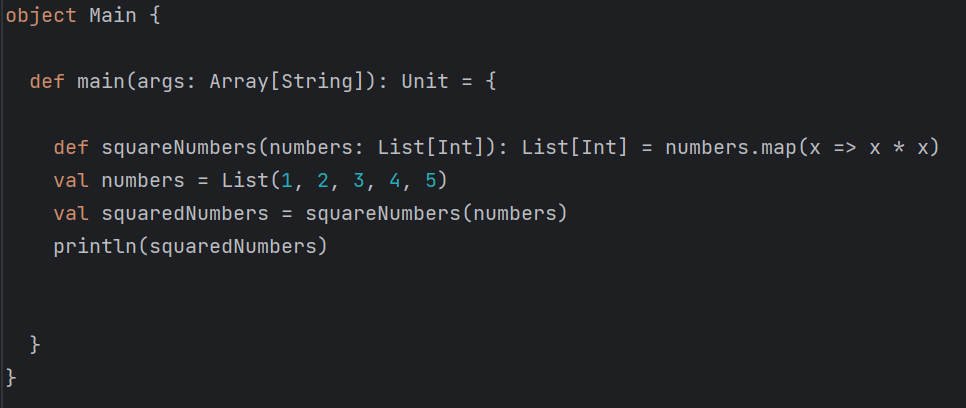 object Main {
  def main(args: Array[String]): Unit = {
    def squareNumbers(numbers: List[Int]): List[Int] = numbers.map(x => x * x)
    val numbers = List(1, 2, 3, 4, 5)
    val squaredNumbers = squareNumbers(numbers)
    println(squaredNumbers)
  }
}